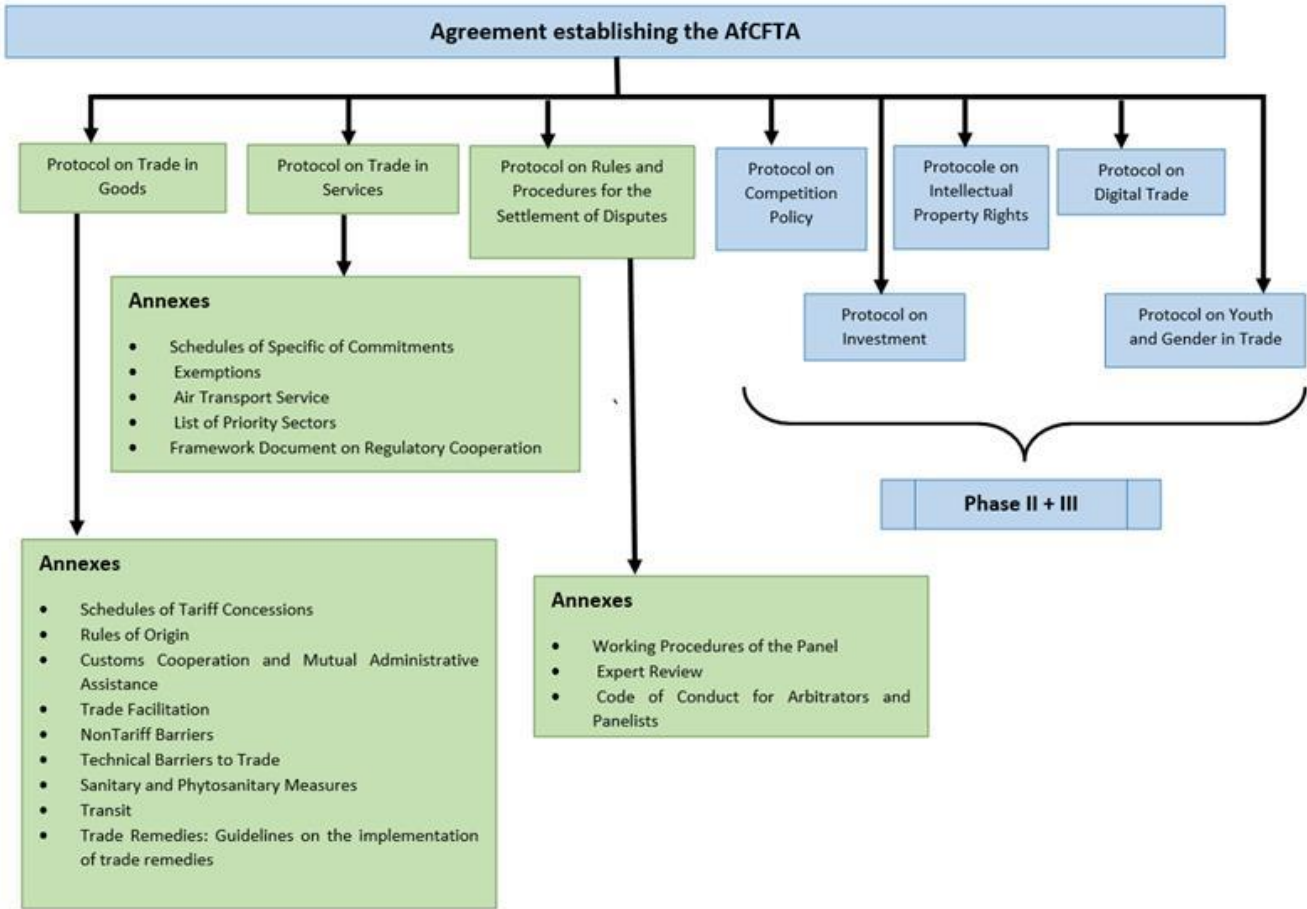 Agreement establishing the AfCFTA
Protocol on Trade in
Goods
Protocol on Trade in
Services
Protocol on Rules and
Procedures for the
Settlement of Disputes
Protocol on
Competition
Policy
Protocole on
Intellectual
Property Rights
Protocol on
Digital Trade
Protocol on
Investment
Protocol on Youth
and Gender in Trade
Phase II + III
Annexes
• Schedules of Specific of Commitments
• Exemptions
• Air Transport Service
• List of Priority Sectors
• Framework Document on Regulatory Cooperation
Annexes
• Schedules of Tariff Concessions
• Rules of Origin
• Customs Cooperation and Mutual Administrative
Assistance
• Trade Facilitation
• NonTariff Barriers
• Technical Barriers to Trade
• Sanitary and Phytosanitary Measures
• Transit
• Trade Remedies: Guidelines on the implementation
of trade remedies
Annexes
• Working Procedures of the Panel
• Expert Review
• Code of Conduct for Arbitrators and
Panelists